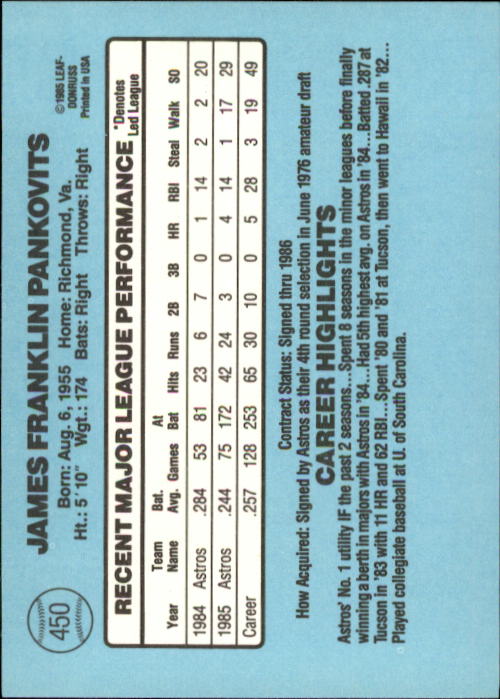 450
JAMES FRANKLIN PANKOVITS
Born: Aug. 6, 1955 Home: Richmond, Va.
Ht.: 5'10" Wgt.: 174 Bats: Right Throws: Right
©1985 LEAF-
DONRUSS
Printed in USA
RECENT MAJOR LEAGUE PERFORMANCE
*Denotes
Led League
Year Team Name Bat. Avg. Games At Bat Hits Runs 2B 3B HR RBI Steal Walk SO
1984 Astros .284 53 81 23 6 7 0 1 14 2 2 20
1985 Astros .244 75 172 42 24 3 0 4 14 1 17 29
Career .257 128 253 65 30 10 0 5 28 3 19 49
Contract Status: Signed thru 1986
How Acquired: Signed by Astros as their 4th round selection in June 1976 amateur draft
CAREER HIGHLIGHTS
Astros' No. 1 utility IF the past 2 seasons...Spent 8 seasons in the minor leagues before finally
winning a berth in majors with Astros in '84...Had 5th highest avg. on Astros in '84...Batted .287 at
Tucson in '83 with 11 HR and 62 RBI...Spent '80 and '81 at Tucson, then went to Hawaii in '82...
Played collegiate baseball at U. of South Carolina.